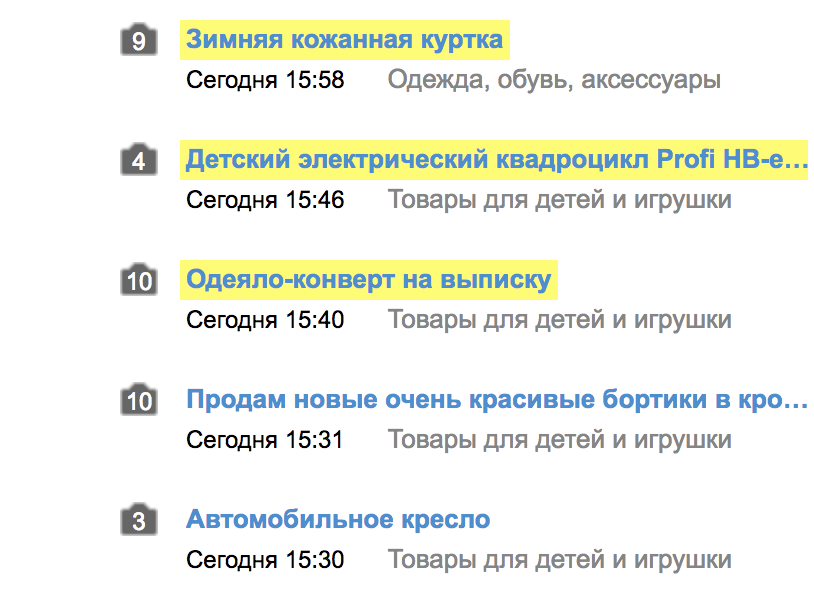 9 Зимняя кожанная куртка
Сегодня 15:58 Одежда, обувь, аксессуары
4 Детский электрический квадроцикл Profi HB-e…
Сегодня 15:46 Товары для детей и игрушки
10 Одеяло-конверт на выписку
Сегодня 15:40 Товары для детей и игрушки
10 Продам новые очень красивые бортики в кро…
Сегодня 15:31 Товары для детей и игрушки
3 Автомобильное кресло
Сегодня 15:30 Товары для детей и игрушки